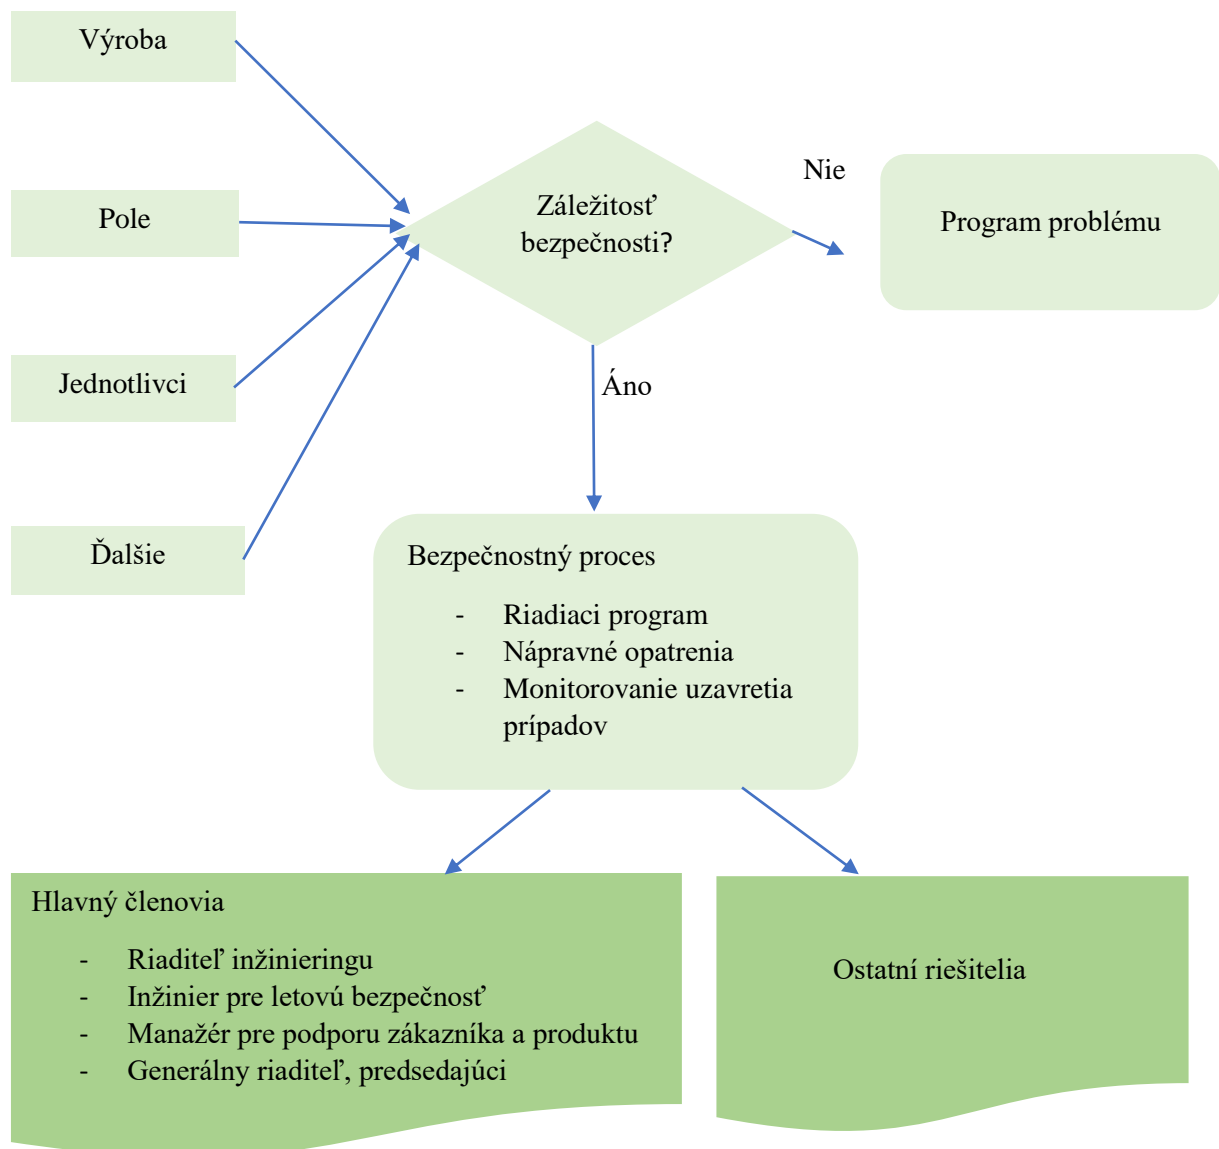 Výroba
Pole
Jednotlivci
Ďalšie
Záležitosť
bezpečnosti?
Nie
Program problému
Áno
Bezpečnostný proces
- Riadiaci program
- Nápravné opatrenia
- Monitorovanie uzavretia
prípadov
Hlavný členovia
- Riaditeľ inžinieringu
- Inžinier pre letovú bezpečnosť
- Manažér pre podporu zákazníka a produktu
- Generálny riaditeľ, predsedajúci
Ostatní riešitelia